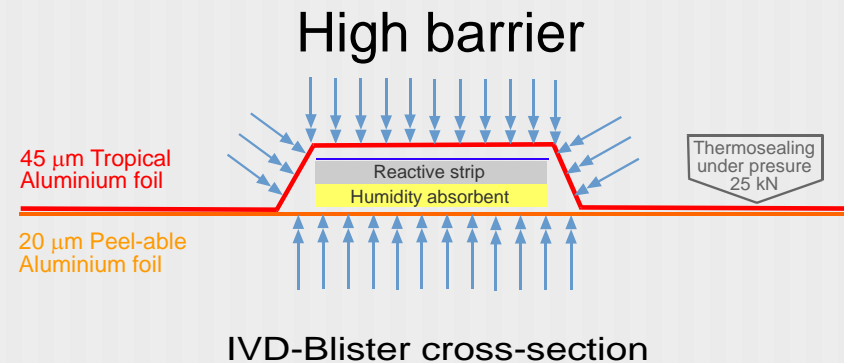 High barrier
45 μm Tropical
Aluminium foil
Reactive strip
Humidity absorbent
Thermosealing
under presure
25 kN
20 μm Peel-able
Aluminium foil
IVD-Blister cross-section